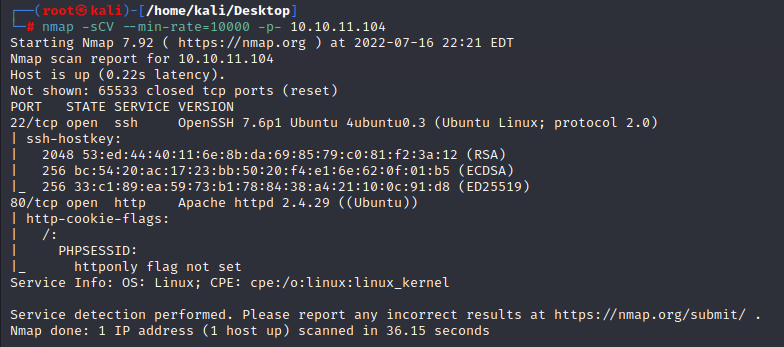 ┌──(root㉿kali)-[/home/kali/Desktop]
└─# nmap -sCV --min-rate=10000 -p- 10.10.11.104
Starting Nmap 7.92 ( https://nmap.org ) at 2022-07-16 22:21 EDT
Nmap scan report for 10.10.11.104
Host is up (0.22s latency).
Not shown: 65533 closed tcp ports (reset)
PORT   STATE SERVICE VERSION
22/tcp open  ssh     OpenSSH 7.6p1 Ubuntu 4ubuntu0.3 (Ubuntu Linux; protocol 2.0)
| ssh-hostkey:
|   2048 53:ed:44:40:11:6e:8b:da:69:85:79:c0:81:f2:3a:12 (RSA)
|   256 bc:54:20:ac:17:23:bb:50:20:f4:e1:6e:62:0f:01:b5 (ECDSA)
|_  256 33:c1:89:ea:59:73:b1:78:84:38:a4:21:10:0c:91:d8 (ED25519)
80/tcp open  http    Apache httpd 2.4.29 ((Ubuntu))
| http-cookie-flags:
|   /:
|     PHPSESSID:
|_      httponly flag not set
Service Info: OS: Linux; CPE: cpe:/o:linux:linux_kernel

Service detection performed. Please report any incorrect results at https://nmap.org/submit/ .
Nmap done: 1 IP address (1 host up) scanned in 36.15 seconds